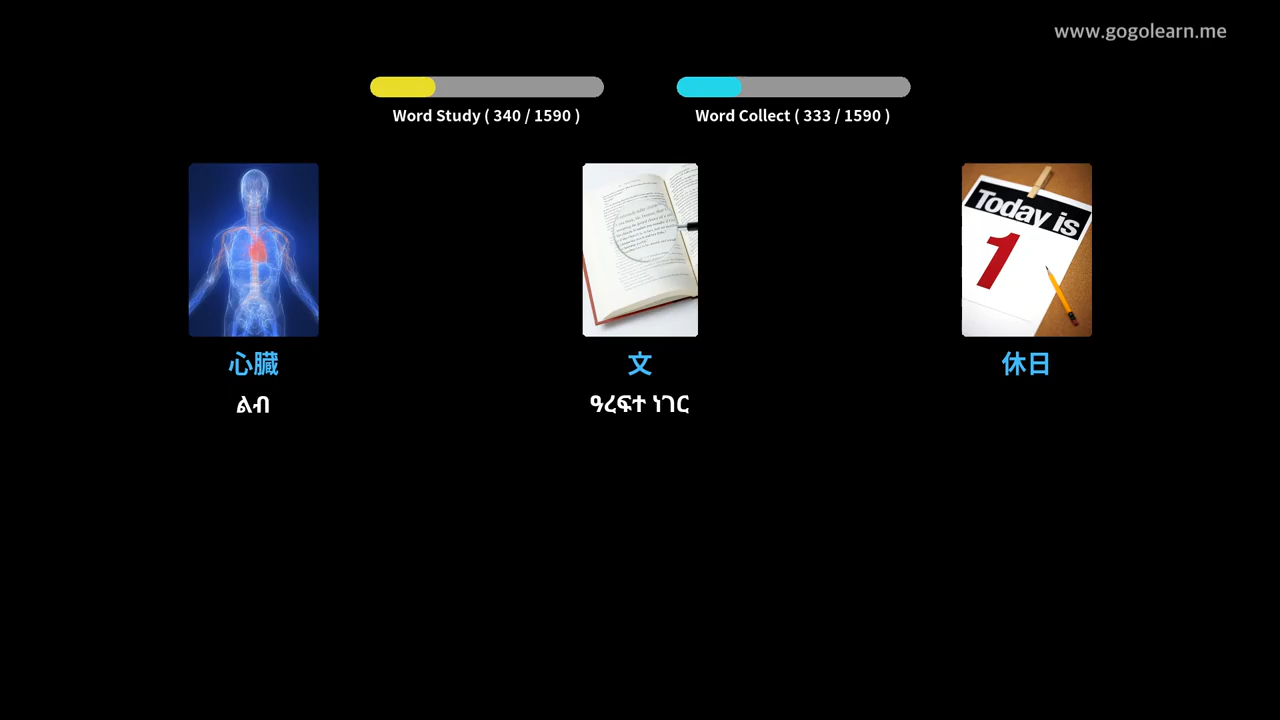 www.gogolearn.me
Word Study ( 340 / 1590 )
Word Collect ( 333 / 1590 )
Today is
1
心臓
文
休日
ልብ
ዓረፍተ ነገር